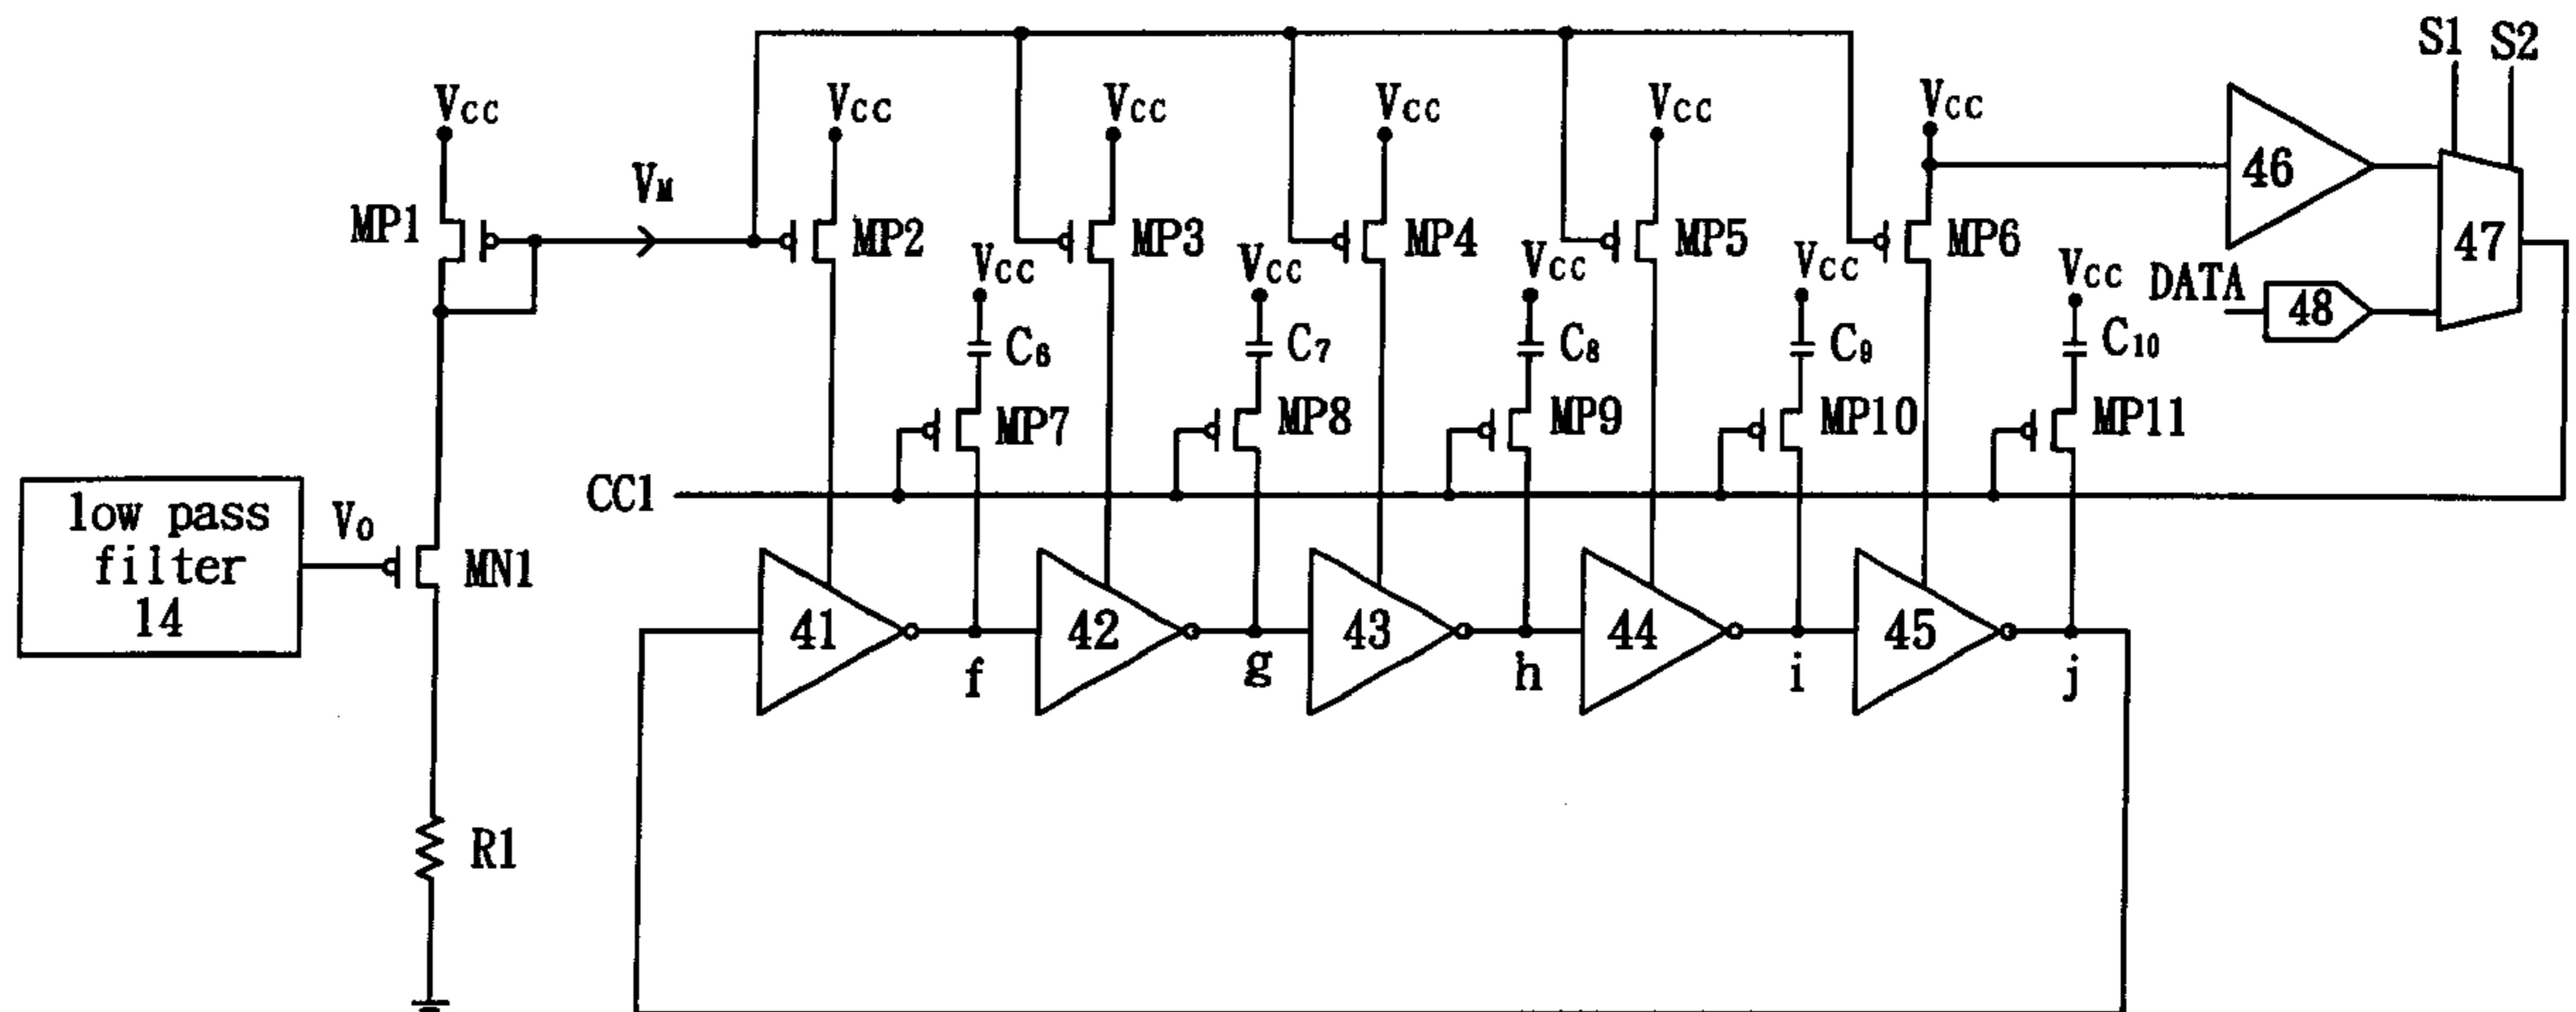 S1 S2
VCC VCC VCC VCC VCC VCC
VM
MP1 MP2 MP3 MP4 MP5 MP6 46 47
VCC VCC VCC VCC VCC
DATA 48
C6 C7 C8 C9 C10
MP7 MP8 MP9 MP10 MP11
CC1
low pass
filter
14
VO
MN1
41 42 43 44 45
f g h i j
R1